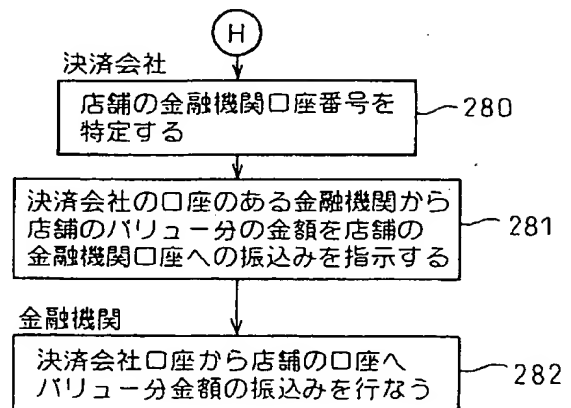 H
決済会社
店舗の金融機関口座番号を
特定する
280
決済会社の口座のある金融機関から
店舗のバリュー分の金額を店舗の
金融機関口座への振込みを指示する
281
金融機関
決済会社口座から店舗の口座へ
バリュー分金額の振込みを行なう
282